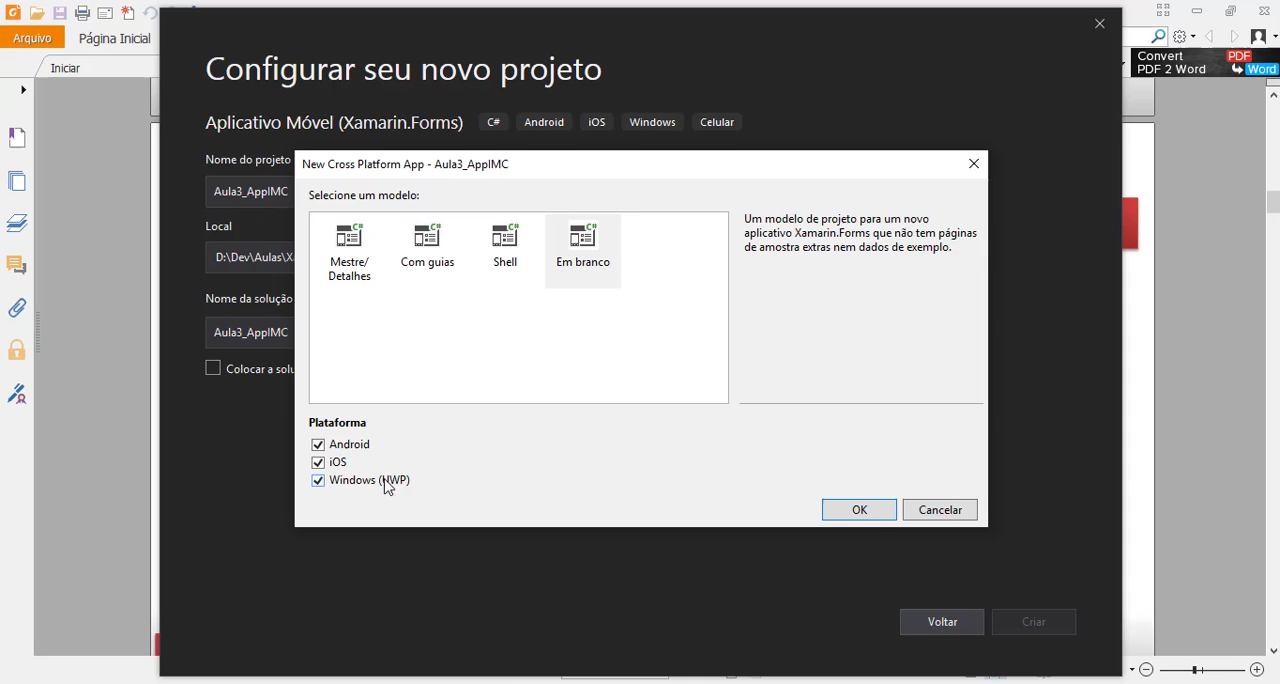 Arquivo
Página Inicial
Iniciar
Convert PDF
PDF 2 Word Word
Configurar seu novo projeto
Aplicativo Móvel (Xamarin.Forms) C# Android iOS Windows Celular
Nome do projeto
Aula3_AppIMC
Local
D:\Dev\Aulas\X
Nome da solução
Aula3_AppIMC
Colocar a solu
New Cross Platform App - Aula3_AppIMC
Selecione um modelo:
C# C# C# C#
Mestre/
Detalhes
Com guias
Shell
Em branco
Um modelo de projeto para um novo
aplicativo Xamarin.Forms que não tem páginas
de amostra extras nem dados de exemplo.
Plataforma
Android
iOS
Windows (UWP)
OK
Cancelar
Voltar
Criar